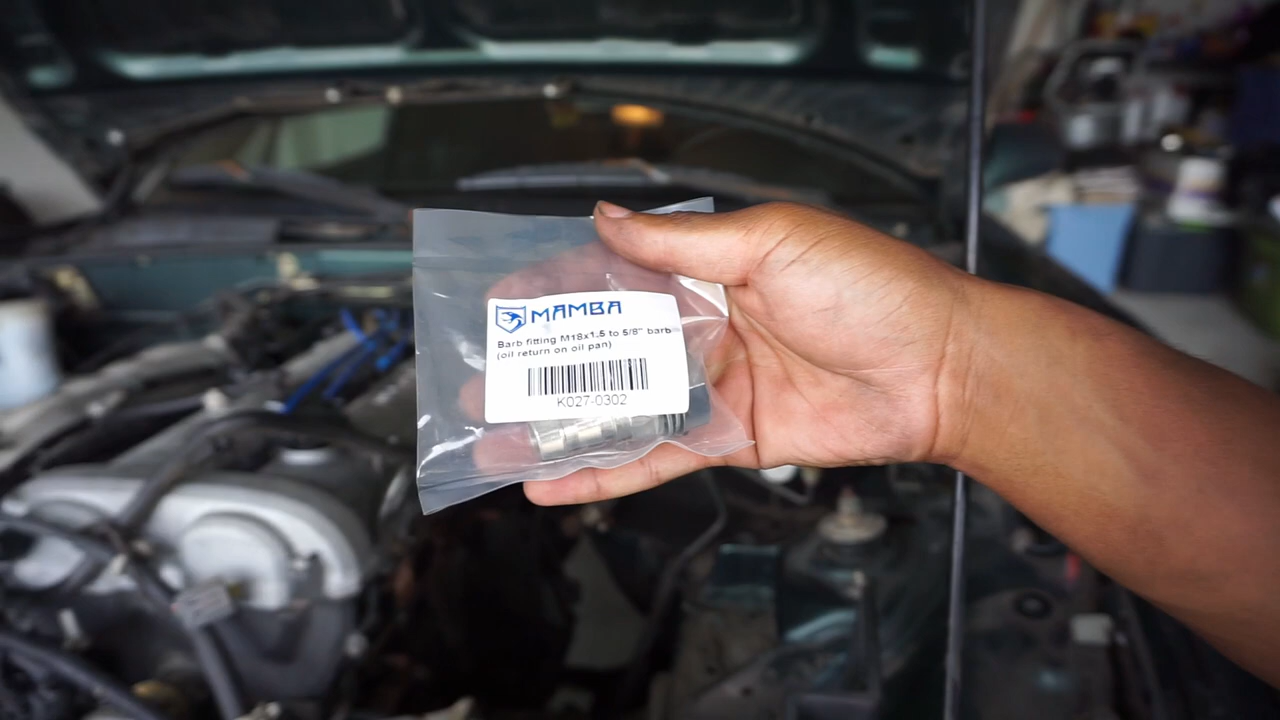 MAMBA
Barb fitting M18x1.5 to 5/8" barb
(oil return on oil pan)
K027-0302